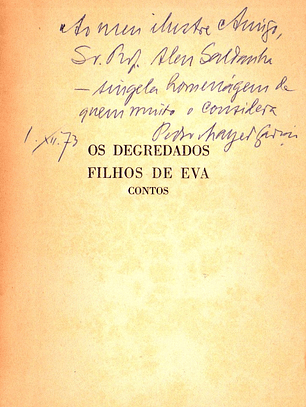 Ao meu ilustre Amigo,
Sr. Prof. Alen Saldanha
— singela homenagem de
quem muito o considera
Pedro
1. XII. 73
OS DEGREDADOS
FILHOS DE EVA
CONTOS